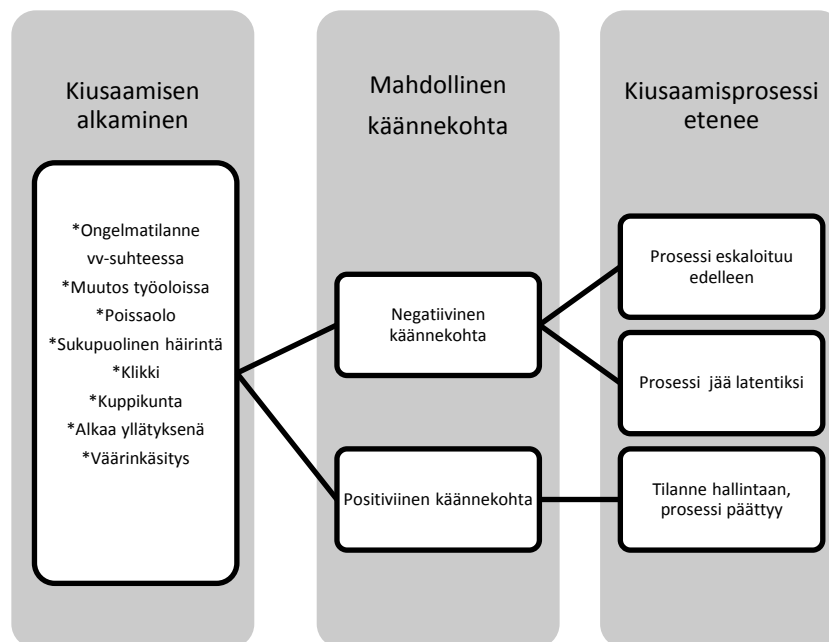 Kiusaamisen
alkaminen
*Ongelmatilanne
vv-suhteessa
*Muutos työoloissa
*Poissaolo
*Sukupuolinen häirintä
*Klikki
*Kuppikunta
*Alkaa yllätyksenä
*Väärinkäsitys
Mahdollinen
käännekohta
Negatiivinen
käännekohta
Positiviinen käännekohta
Kiusaamisprosessi
etenee
Prosessi eskaloituu
edelleen
Prosessi jää latentiksi
Tilanne hallintaan,
prosessi päättyy